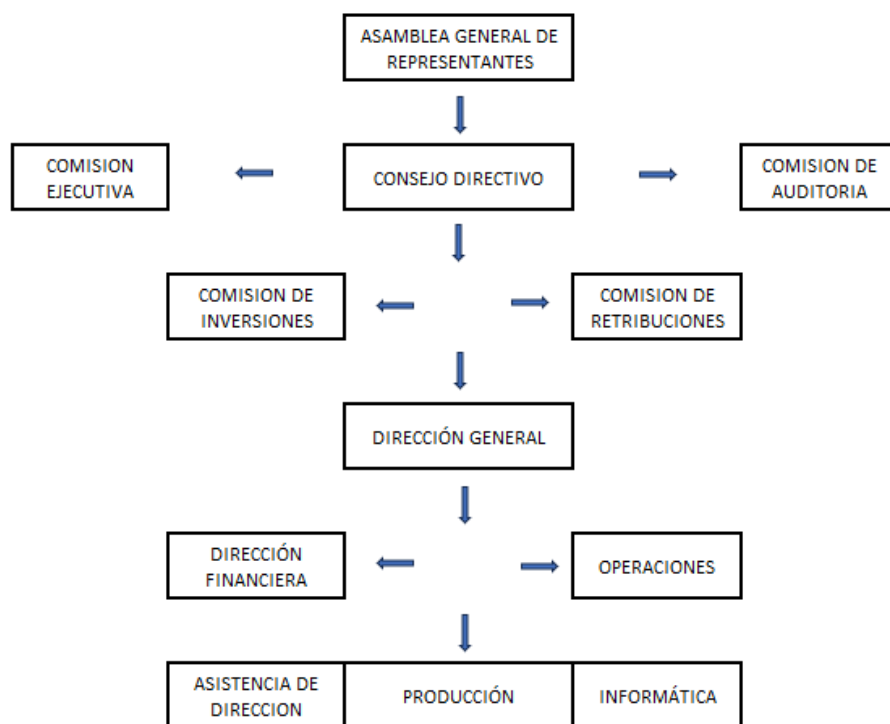 ASAMBLEA GENERAL DE
REPRESENTANTES
COMISION
EJECUTIVA
CONSEJO DIRECTIVO
COMISION DE
AUDITORIA
COMISION DE
INVERSIONES
COMISION DE
RETRIBUCIONES
DIRECCIÓN GENERAL
DIRECCIÓN
FINANCIERA
OPERACIONES
ASISTENCIA DE
DIRECCION
PRODUCCIÓN
INFORMÁTICA